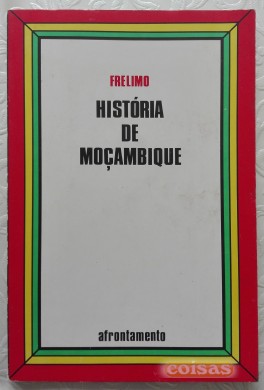 FRELIMO
HISTÓRIA
DE
MOÇAMBIQUE
afrontamento
coisas